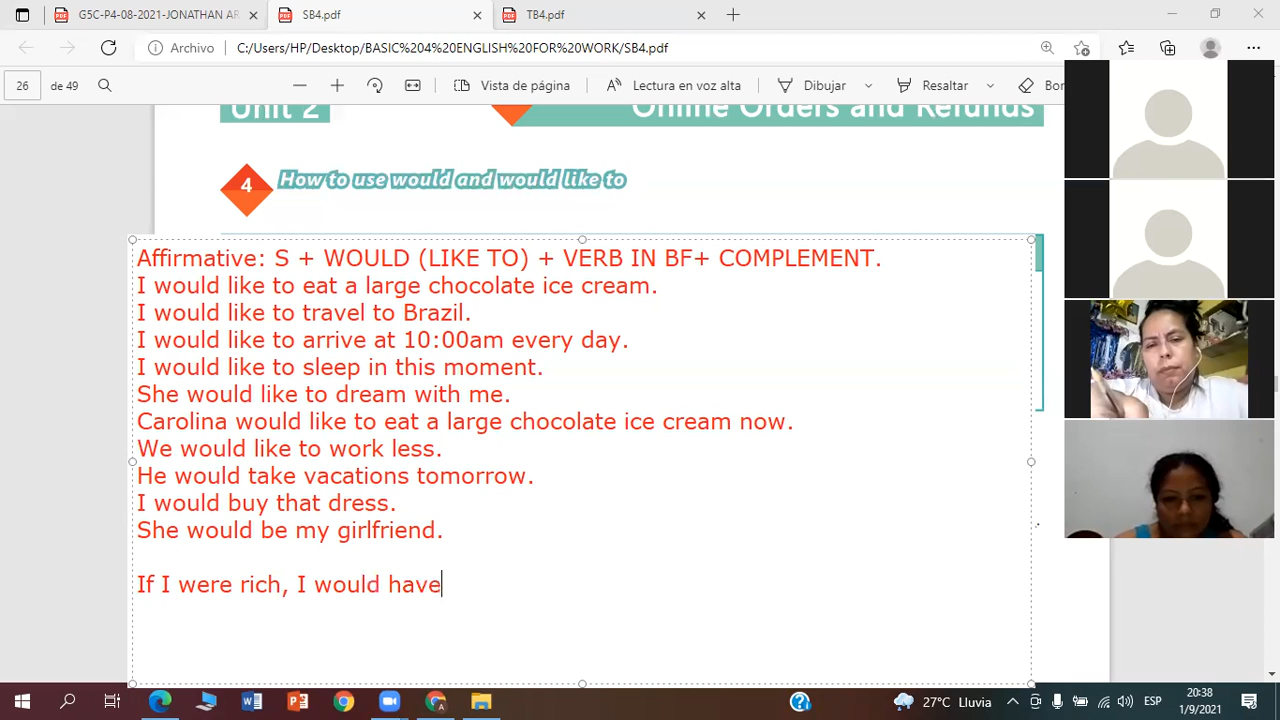 G5C-P4-08-2021-JONATHAN AR
SB4.pdf
TB4.pdf
Archivo
C:/Users/HP/Desktop/BASIC%204%20ENGLISH%20FOR%20WORK/SB4.pdf
26
de 49
Vista de página
Lectura en voz alta
Dibujar
Resaltar
Bor
Unit 2
Online Orders and Refunds
4
How to use would and would like to
Affirmative: S + WOULD (LIKE TO) + VERB IN BF+ COMPLEMENT.
I would like to eat a large chocolate ice cream.
I would like to travel to Brazil.
I would like to arrive at 10:00am every day.
I would like to sleep in this moment.
She would like to dream with me.
Carolina would like to eat a large chocolate ice cream now.
We would like to work less.
He would take vacations tomorrow.
I would buy that dress.
She would be my girlfriend.
If I were rich, I would have
27°C Lluvia
ESP
20:38
1/9/2021